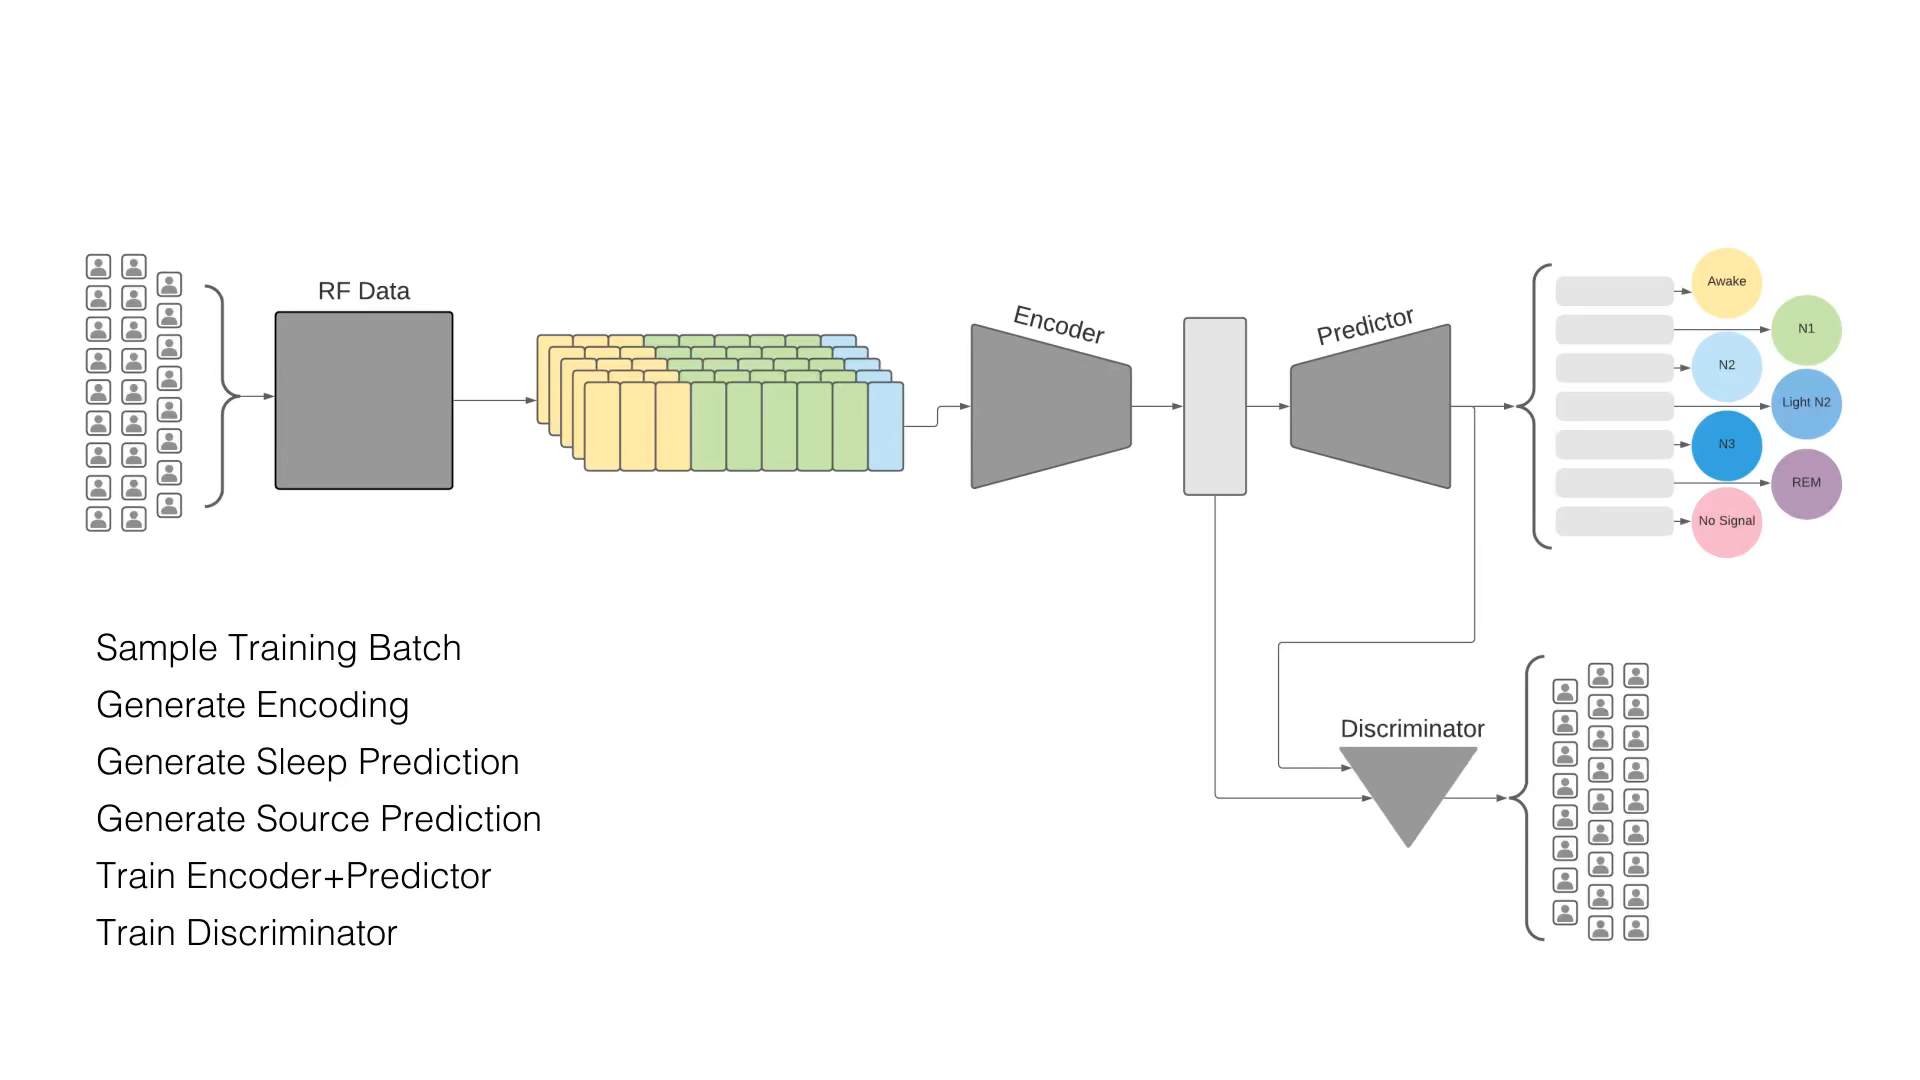 RF Data
Encoder
Predictor
Awake
N1
N2
Light N2
N3
REM
No Signal
Discriminator
Sample Training Batch
Generate Encoding
Generate Sleep Prediction
Generate Source Prediction
Train Encoder+Predictor
Train Discriminator